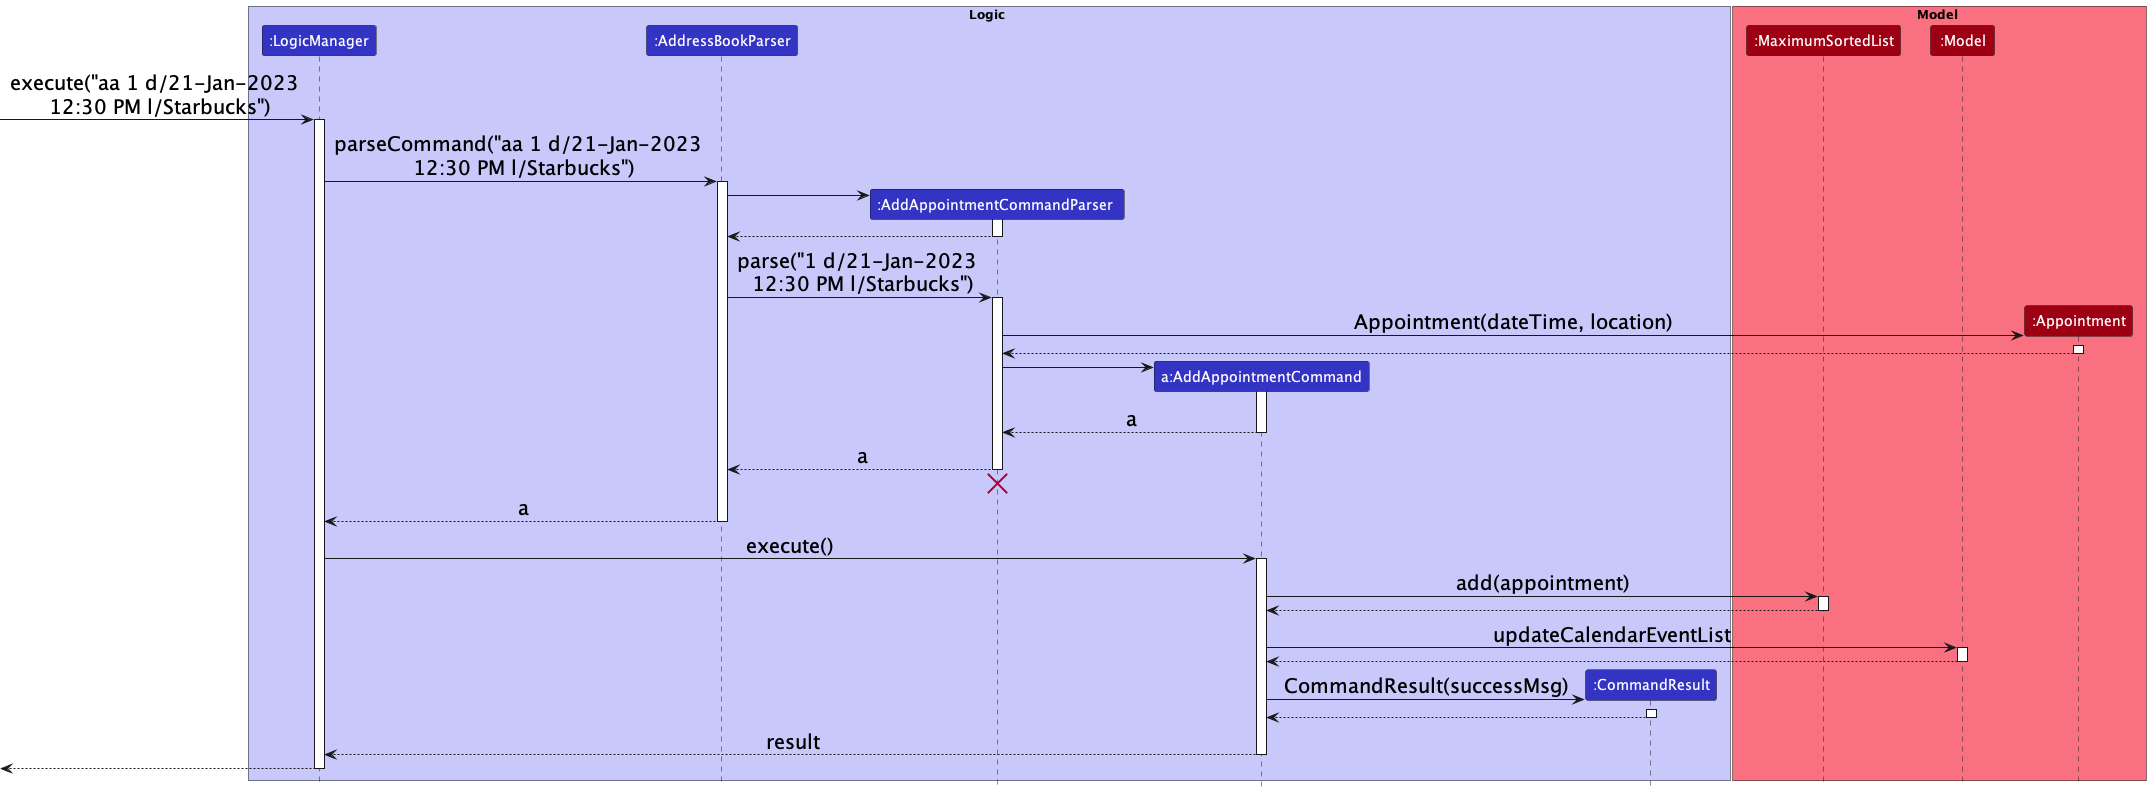 Logic
Model
:LogicManager
:AddressBookParser
:MaximumSortedList
:Model
execute("aa 1 d/21-Jan-2023
12:30 PM l/Starbucks")
parseCommand("aa 1 d/21-Jan-2023
12:30 PM l/Starbucks")
:AddAppointmentCommandParser
parse("1 d/21-Jan-2023
12:30 PM l/Starbucks")
Appointment(dateTime, location)
:Appointment
a:AddAppointmentCommand
a
a
a
execute()
add(appointment)
updateCalendarEventList
CommandResult(successMsg)
:CommandResult
result